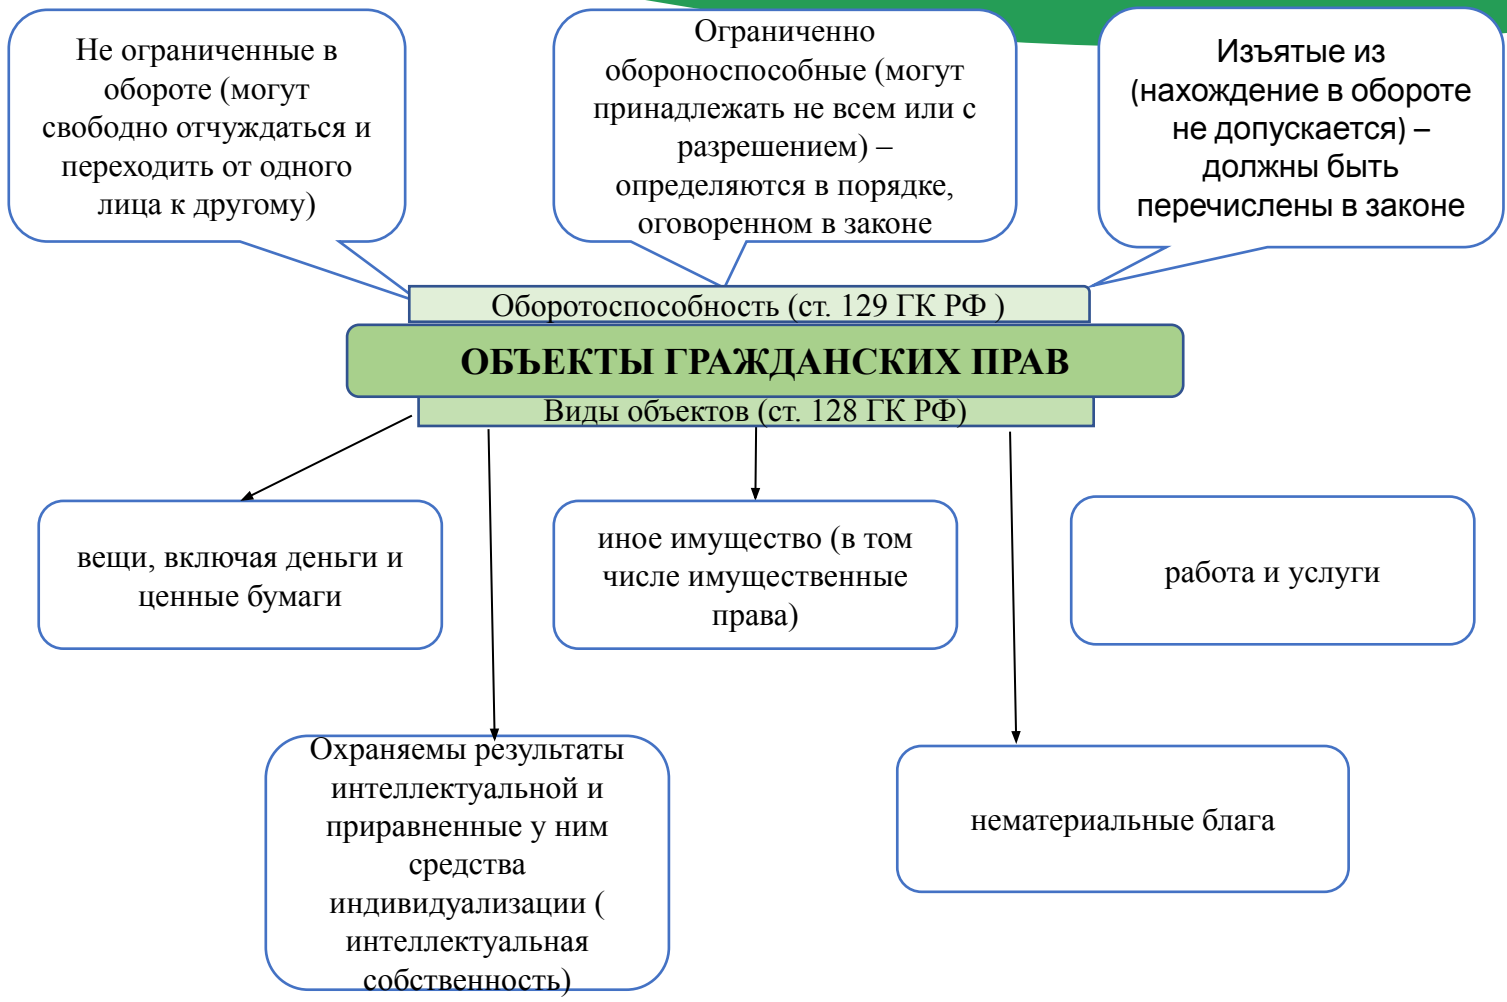 Не ограниченные в
обороте (могут
свободно отчуждаться и
переходить от одного
лица к другому)
Ограниченно
обороноспособные (могут
принадлежать не всем или с
разрешением) –
определяются в порядке,
оговоренном в законе
Изъятые из
(нахождение в обороте
не допускается) –
должны быть
перечислены в законе
Оборотоспособность (ст. 129 ГК РФ )
ОБЪЕКТЫ ГРАЖДАНСКИХ ПРАВ
Виды объектов (ст. 128 ГК РФ)
вещи, включая деньги и
ценные бумаги
иное имущество (в том
числе имущественные
права)
работа и услуги
Охраняемы результаты
интеллектуальной и
приравненные у ним
средства
индивидуализации (
интеллектуальная
собственность)
нематериальные блага